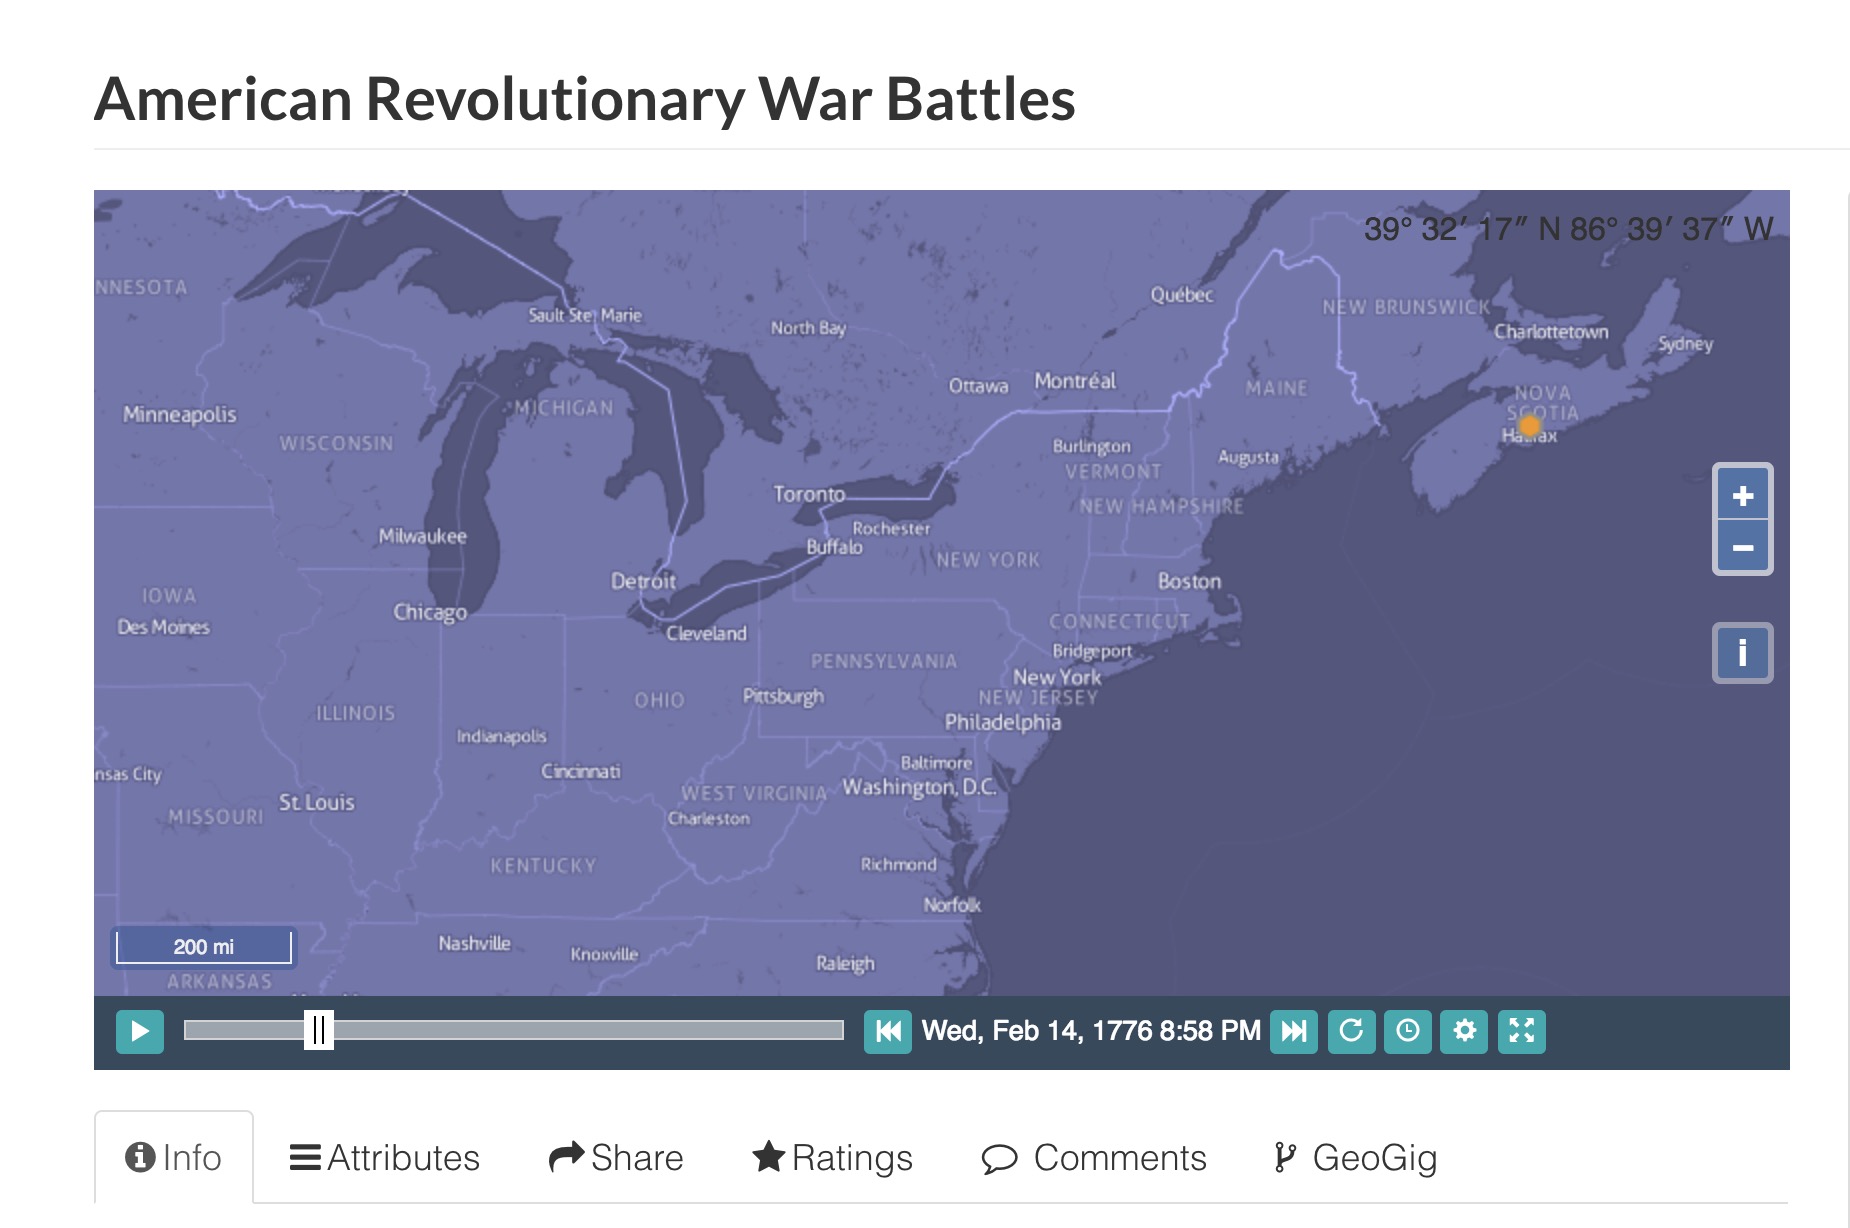 American Revolutionary War Battles
39° 32′ 17″ N 86° 39′ 37″ W
NNESOTA
Québec
NEW BRUNSWICK
Sault Ste. Marie
North Bay
Charlottetown
Sydney
Ottawa
Montréal
MAINE
NOVA
SCOTIA
Minneapolis
MICHIGAN
WISCONSIN
Halifax
Burlington
Augusta
VERMONT
Toronto
NEW HAMPSHIRE
+
Rochester
Milwaukee
Buffalo
NEW YORK
−
Detroit
Boston
IOWA
Chicago
CONNECTICUT
Des Moines
Cleveland
Bridgeport
i
PENNSYLVANIA
New York
OHIO
Pittsburgh
NEW JERSEY
ILLINOIS
Philadelphia
Indianapolis
Baltimore
nsas City
Cincinnati
WEST VIRGINIA
Washington, D.C.
St. Louis
MISSOURI
Charleston
KENTUCKY
Richmond
Norfolk
200 mi
Nashville
Knoxville
Raleigh
ARKANSAS
Wed, Feb 14, 1776 8:58 PM
Info Attributes Share Ratings Comments GeoGig